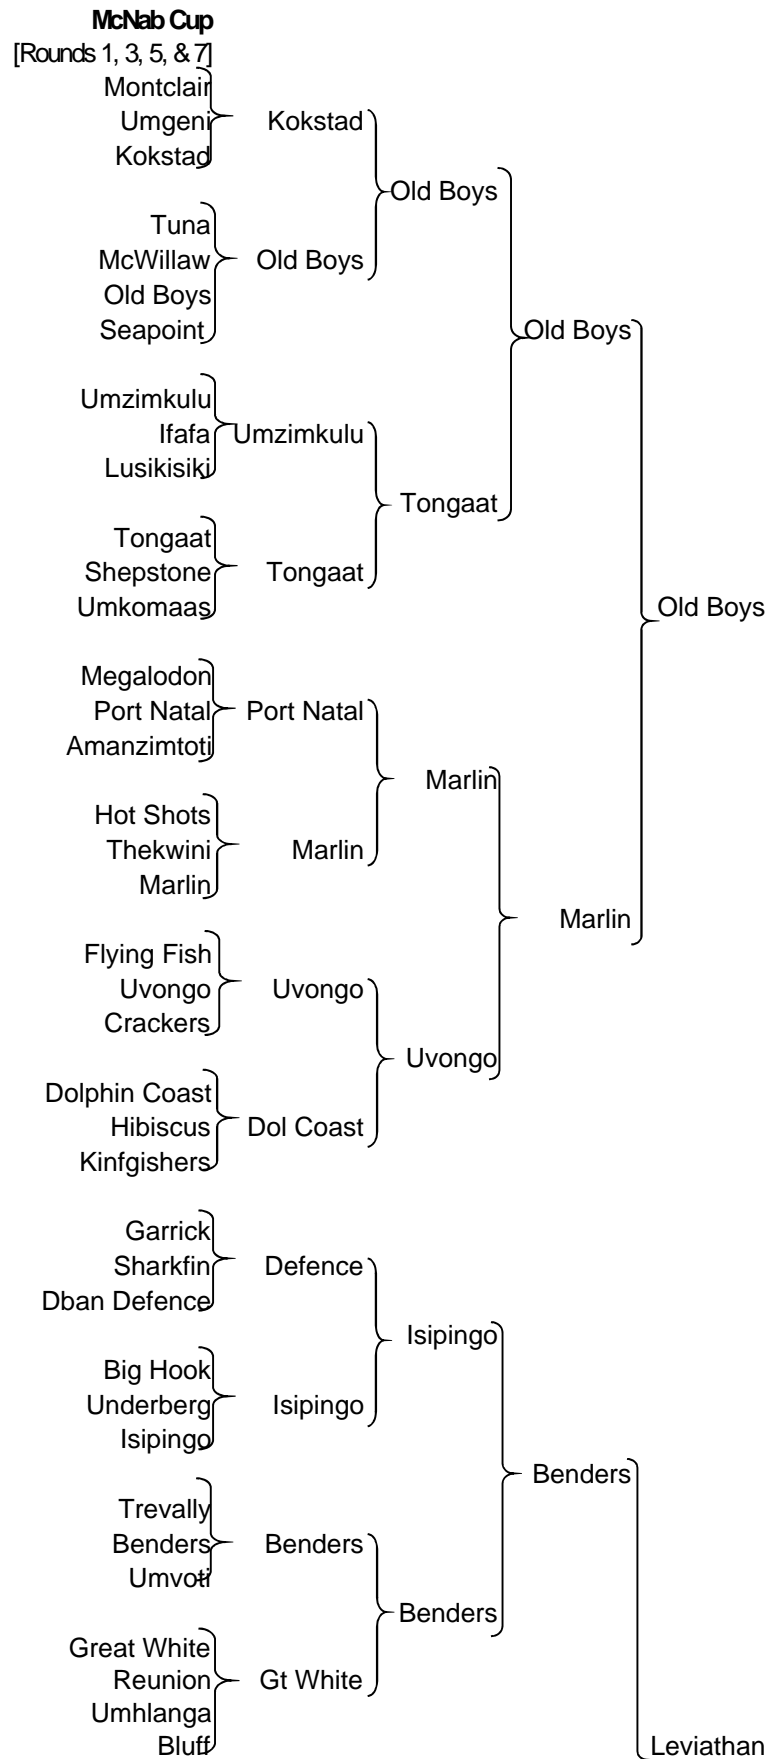 McNab Cup
[Rounds 1, 3, 5, & 7]
Montclair
Umgeni
Kokstad
Kokstad
Old Boys
Tuna
McWillaw
Old Boys
Old Boys
Seapoint
Old Boys
Umzimkulu
Ifafa
Umzimkulu
Lusikisiki
Tongaat
Tongaat
Shepstone
Tongaat
Umkomaas
Old Boys
Megalodon
Port Natal
Port Natal
Amanzimtoti
Marlin
Hot Shots
Thekwini
Marlin
Marlin
Marlin
Flying Fish
Uvongo
Uvongo
Crackers
Uvongo
Dolphin Coast
Hibiscus
Dol Coast
Kinfgishers
Garrick
Sharkfin
Defence
Dban Defence
Isipingo
Big Hook
Underberg
Isipingo
Isipingo
Benders
Trevally
Benders
Benders
Umvoti
Benders
Great White
Reunion
Gt White
Umhlanga
Bluff
Leviathan